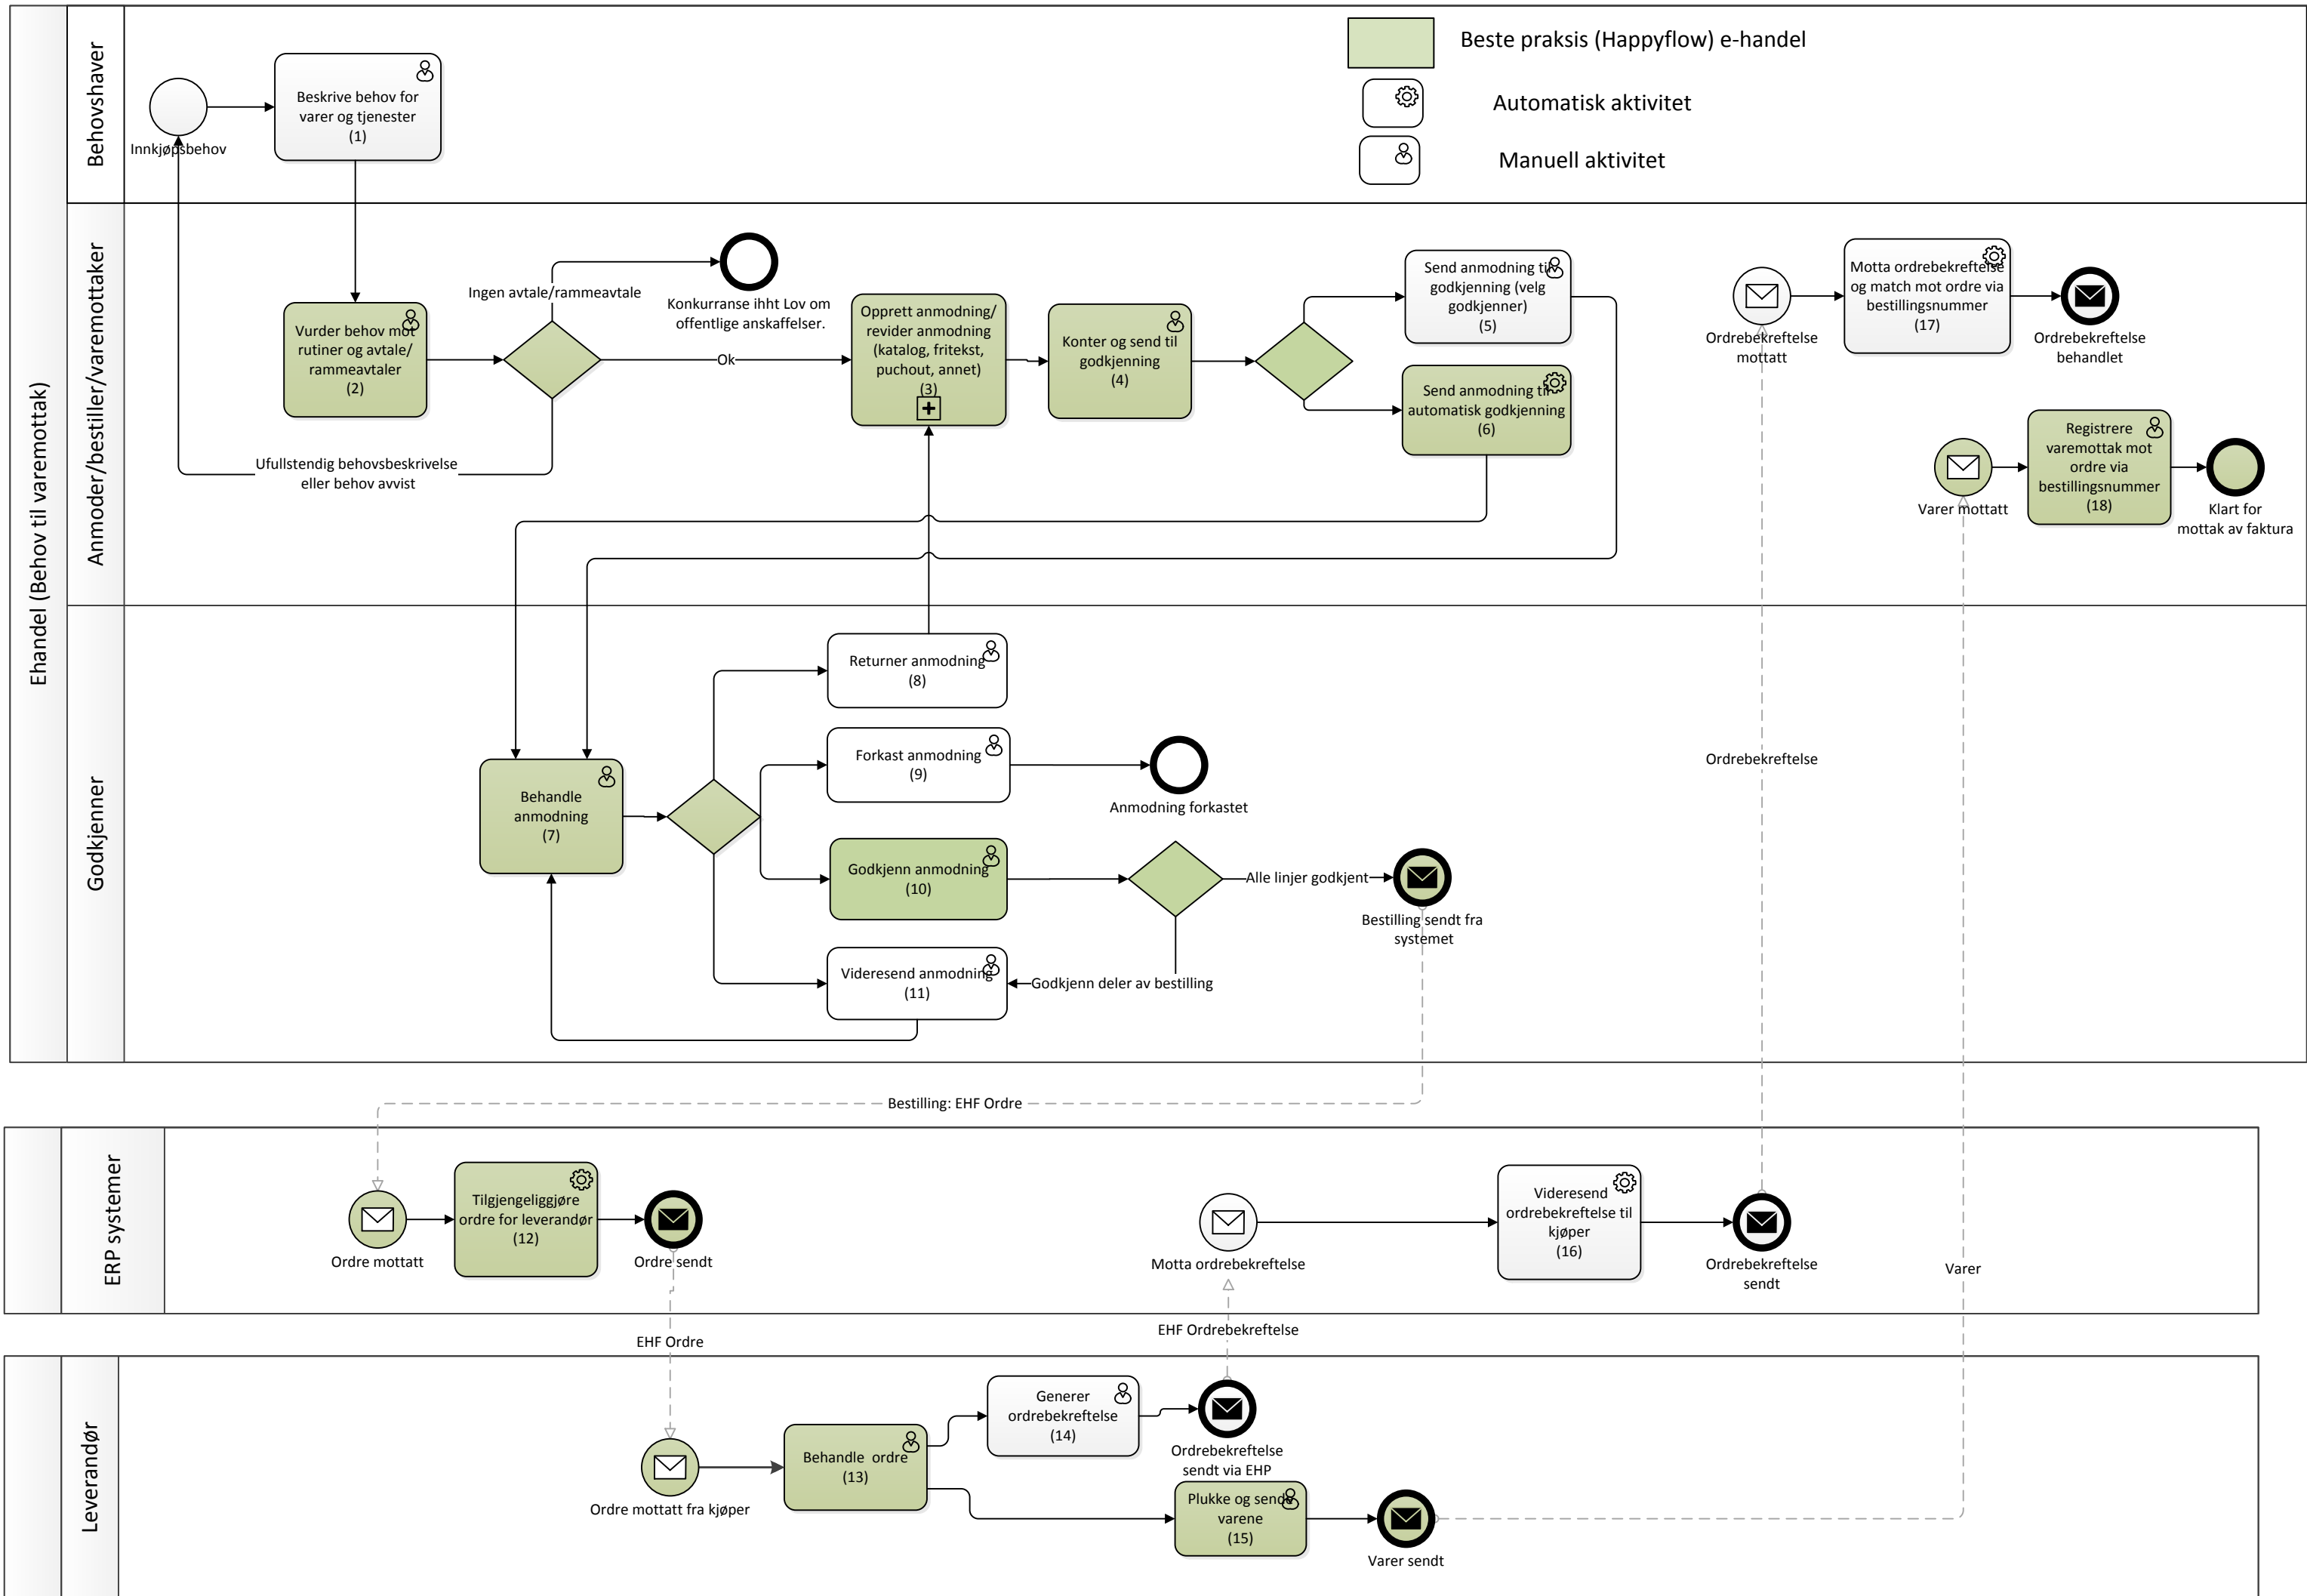 Ehandel (Behov til varemottak)
Behovshaver
Innkjøpsbehov
Beskrive behov for
varer og tjenester
(1)
Beste praksis (Happyflow) e-handel
Automatisk aktivitet
Manuell aktivitet
Anmoder/bestiller/varemottaker
Vurder behov mot
rutiner og avtale/
rammeavtaler
(2)
Ingen avtale/rammeavtale
Konkurranse ihht Lov om
offentlige anskaffelser.
Ok
Ufullstendig behovsbeskrivelse
eller behov avvist
Opprett anmodning/
revider anmodning
(katalog, fritekst,
puchout, annet)
(3)
Konter og send til
godkjenning
(4)
Send anmodning til
godkjenning (velg
godkjenner)
(5)
Send anmodning til
automatisk godkjenning
(6)
Ordrebekreftelse
mottatt
Motta ordrebekreftelse
og match mot ordre via
bestillingsnummer
(17)
Ordrebekreftelse
behandlet
Varer mottatt
Registrere
varemottak mot
ordre via
bestillingsnummer
(18)
Klart for
mottak av faktura
Godkjenner
Behandle
anmodning
(7)
Returner anmodning
(8)
Forkast anmodning
(9)
Anmodning forkastet
Godkjenn anmodning
(10)
Alle linjer godkjent
Bestilling sendt fra
systemet
Videresend anmodning
(11)
Godkjenn deler av bestilling
Ordrebekreftelse
Bestilling: EHF Ordre
ERP systemer
Ordre mottatt
Tilgjengeliggjøre
ordre for leverandør
(12)
Ordre sendt
Motta ordrebekreftelse
Videresend
ordrebekreftelse til
kjøper
(16)
Ordrebekreftelse
sendt
Varer
EHF Ordre
EHF Ordrebekreftelse
Leverandør
Ordre mottatt fra kjøper
Behandle  ordre
(13)
Generer
ordrebekreftelse
(14)
Ordrebekreftelse
sendt via EHP
Plukke og sende
varene
(15)
Varer sendt